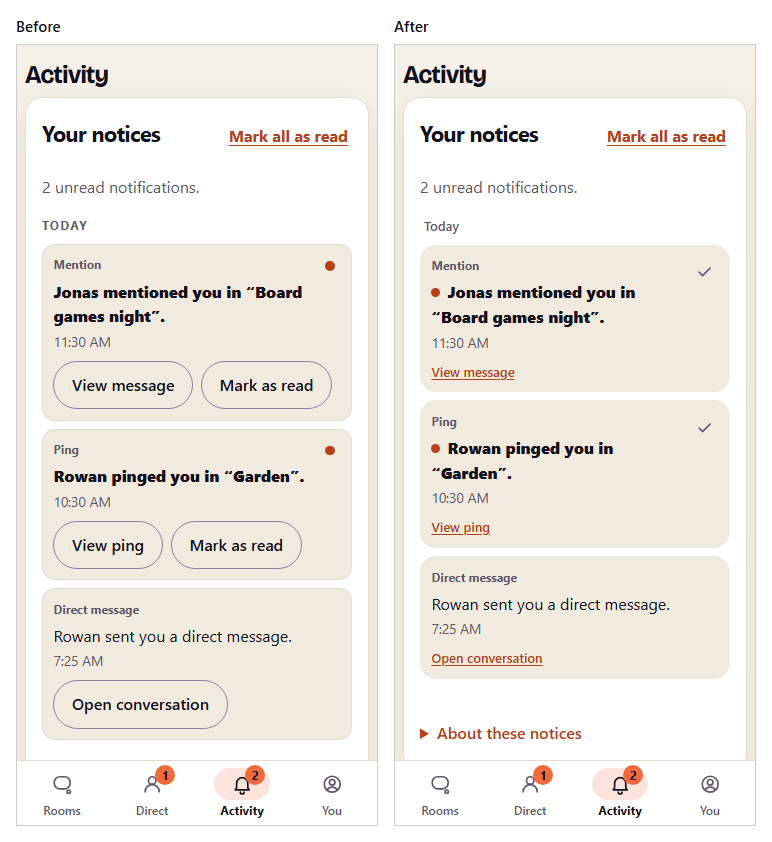 Before
Activity
Your notices
Mark all as read
2 unread notifications.
TODAY
Mention
Jonas mentioned you in “Board
games night”.
11:30 AM
View message
Mark as read
Ping
Rowan pinged you in “Garden”.
10:30 AM
View ping
Mark as read
Direct message
Rowan sent you a direct message.
7:25 AM
Open conversation
Rooms
1
Direct
2
Activity
You
After
Activity
Your notices
Mark all as read
2 unread notifications.
Today
Mention
Jonas mentioned you in
“Board games night”.
11:30 AM
View message
Ping
Rowan pinged you in
“Garden”.
10:30 AM
View ping
Direct message
Rowan sent you a direct message.
7:25 AM
Open conversation
About these notices
Rooms
1
Direct
2
Activity
You